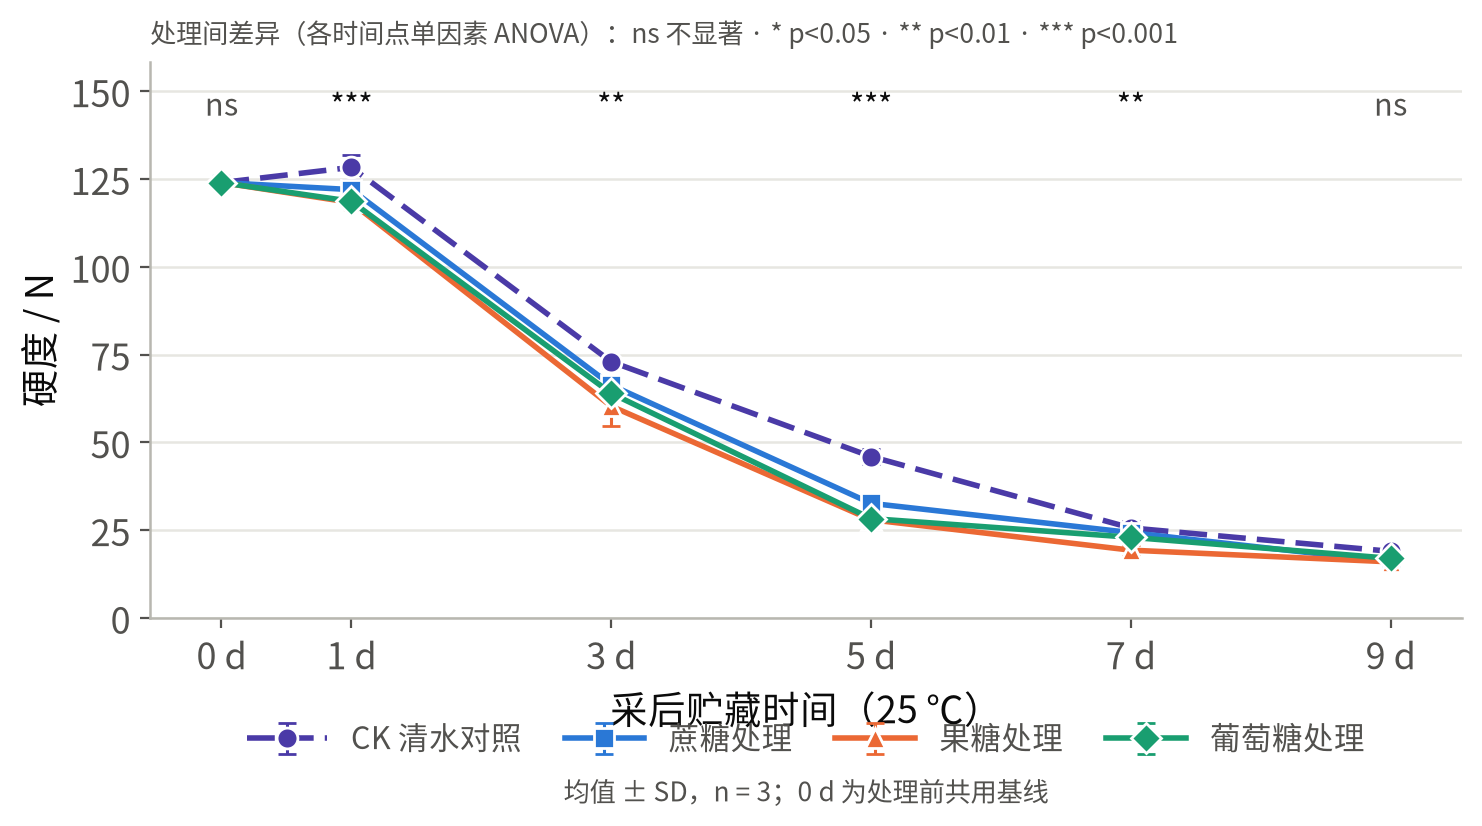 处理间差异（各时间点单因素 ANOVA）：ns 不显著 · * p<0.05 · ** p<0.01 · *** p<0.001
150
ns *** ** *** ** ns
125
100
75
50
25
0
硬度 / N
0 d 1 d 3 d 5 d 7 d 9 d
采后贮藏时间（25 °C）
CK 清水对照 蔗糖处理 果糖处理 葡萄糖处理
均值 ± SD，n = 3；0 d 为处理前共用基线